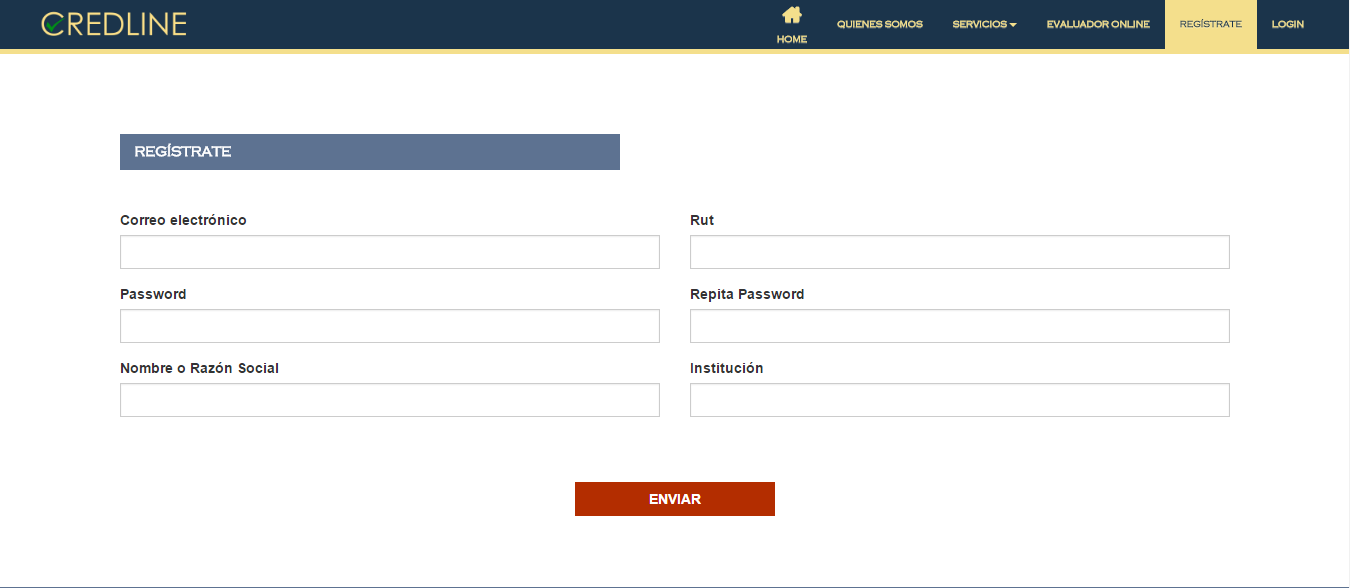 CREDLINE
HOME
QUIENES SOMOS
SERVICIOS
EVALUADOR ONLINE
REGÍSTRATE
LOGIN
REGÍSTRATE
Correo electrónico
Rut
Password
Repita Password
Nombre o Razón Social
Institución
ENVIAR